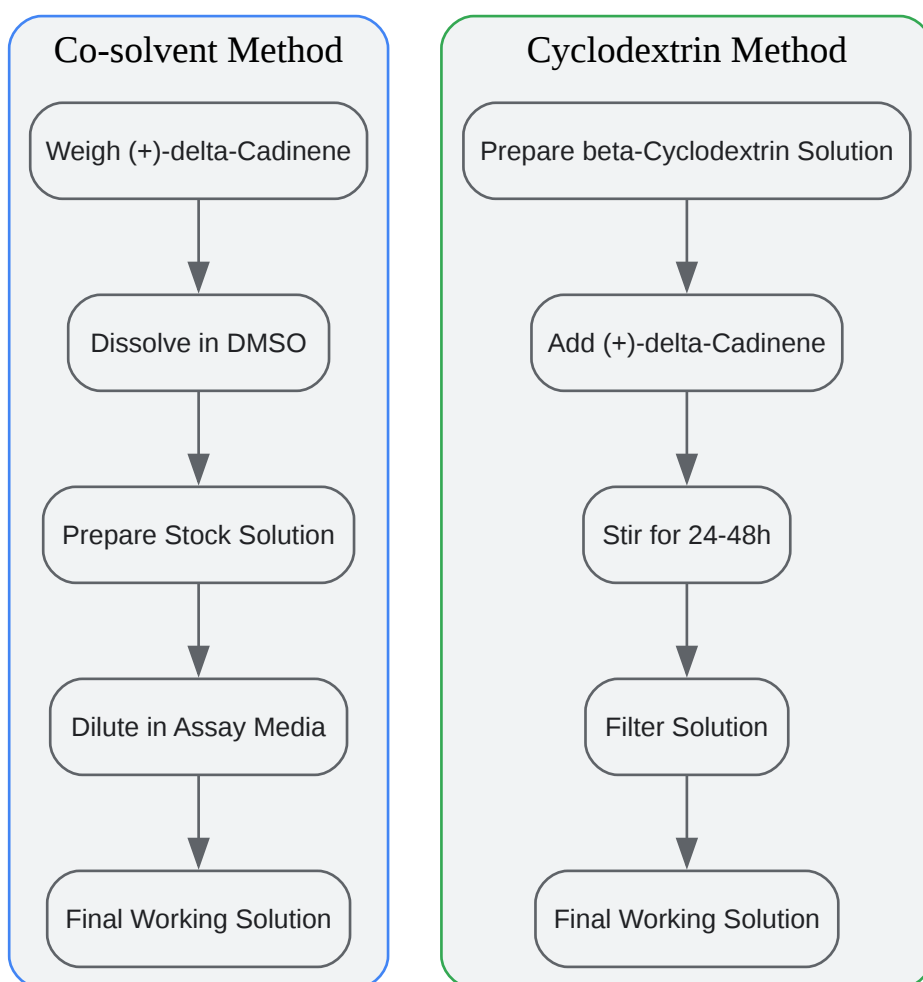 Co-solvent Method
Weigh (+)-delta-Cadinene
Dissolve in DMSO
Prepare Stock Solution
Dilute in Assay Media
Final Working Solution
Cyclodextrin Method
Prepare beta-Cyclodextrin Solution
Add (+)-delta-Cadinene
Stir for 24-48h
Filter Solution
Final Working Solution